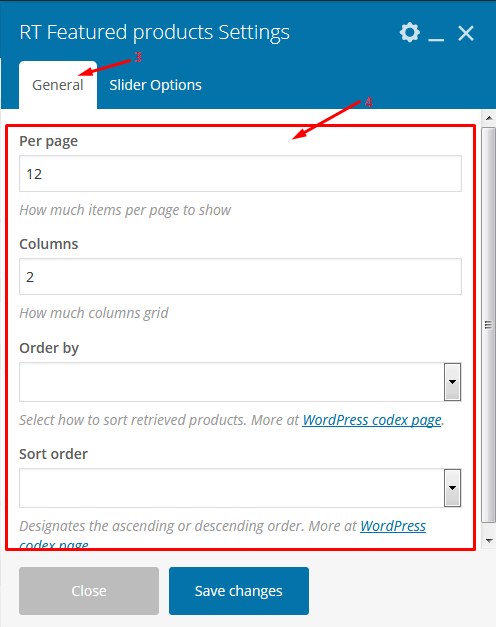 RT Featured products Settings
3
General
Slider Options
4
Per page
12
How much items per page to show
Columns
2
How much columns grid
Order by
Select how to sort retrieved products. More at WordPress codex page.
Sort order
Designates the ascending or descending order. More at WordPress
codex page
Close
Save changes